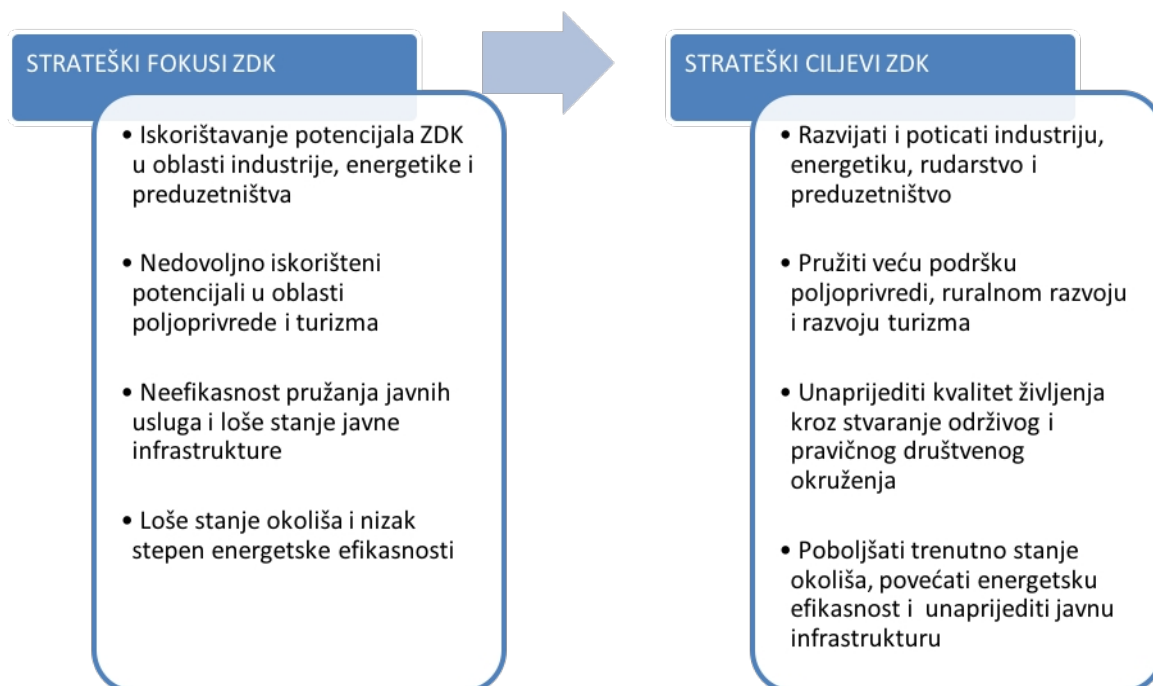 STRATEŠKI FOKUSI ZDK
• Iskorištavanje potencijala ZDK
u oblasti industrije, energetike i
preduzetništva
• Nedovoljno iskorišteni
potencijali u oblasti
poljoprivrede i turizma
• Neefikasnost pružanja javnih
usluga i loše stanje javne
infrastrukture
• Loše stanje okoliša i nizak
stepen energetske efikasnosti
STRATEŠKI CILJEVI ZDK
• Razvijati i poticati industriju,
energetiku, rudarstvo i
preduzetništvo
• Pružiti veću podršku
poljoprivredi, ruralnom razvoju
i razvoju turizma
• Unaprijediti kvalitet življenja
kroz stvaranje održivog i
pravičnog društvenog
okruženja
• Poboljšati trenutno stanje
okoliša, povećati energetsku
efikasnost i  unaprijediti javnu
infrastrukturu